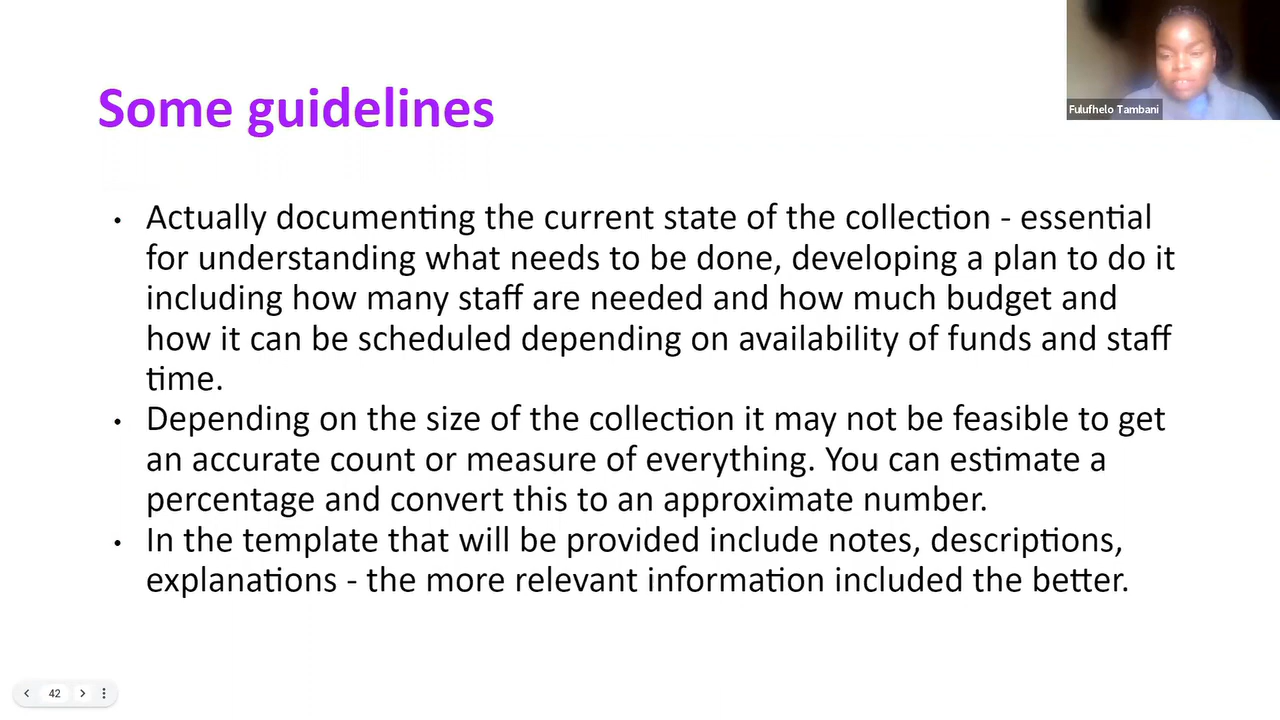 Fulufhelo Tambani
Some guidelines
• Actually documenting the current state of the collection - essential
for understanding what needs to be done, developing a plan to do it
including how many staff are needed and how much budget and
how it can be scheduled depending on availability of funds and staff
time.
• Depending on the size of the collection it may not be feasible to get
an accurate count or measure of everything. You can estimate a
percentage and convert this to an approximate number.
• In the template that will be provided include notes, descriptions,
explanations - the more relevant information included the better.
42